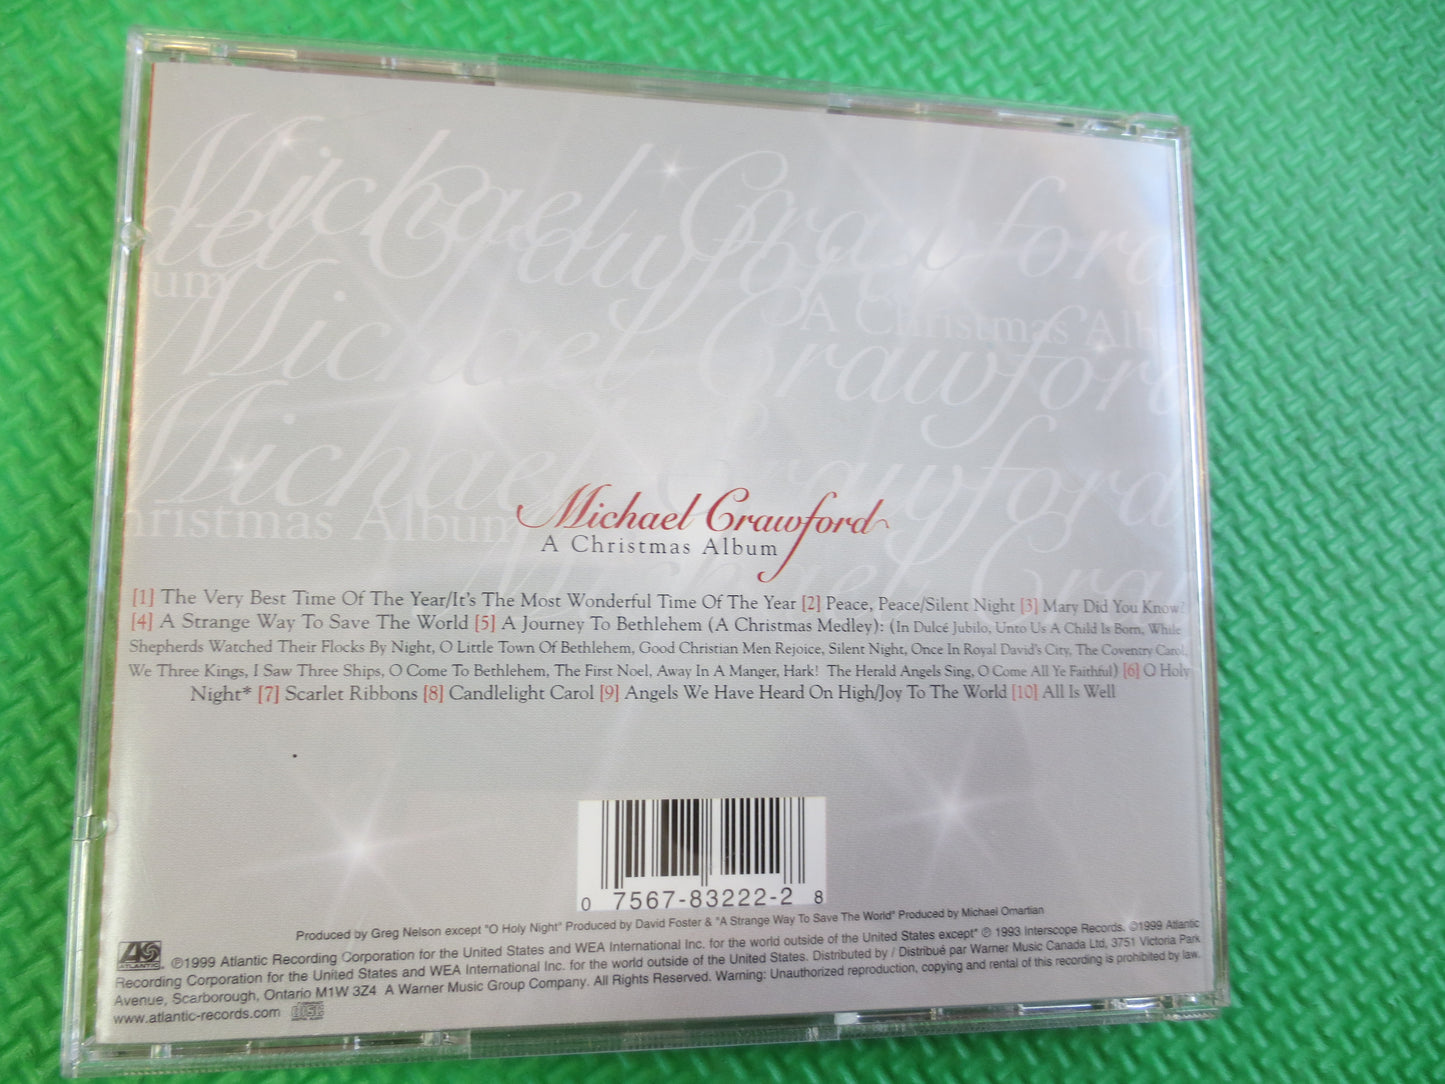 Michael Crawford
ael Crawford
lbum
A Christmas Album
Michael Crawford
Michael Crawford
Christmas Album
Michael Craw
Michael Crawford
A Christmas Album
[1] The Very Best Time Of The Year/It's The Most Wonderful Time Of The Year [2] Peace, Peace/Silent Night [3] Mary Did You Know?
[4] A Strange Way To Save The World [5] A Journey To Bethlehem (A Christmas Medley): (In Dulcé Jubilo, Unto Us A Child Is Born, While
Shepherds Watched Their Flocks By Night, O Little Town Of Bethlehem, Good Christian Men Rejoice, Silent Night, Once In Royal David's City, The Coventry Carol,
We Three Kings, I Saw Three Ships, O Come To Bethlehem, The First Noel, Away In A Manger, Hark! The Herald Angels Sing, O Come All Ye Faithful) [6] O Holy
Night* [7] Scarlet Ribbons [8] Candlelight Carol [9] Angels We Have Heard On High/Joy To The World [10] All Is Well
0 7567-83222-2 8
Produced by Greg Nelson except "O Holy Night" Produced by David Foster & "A Strange Way To Save The World" Produced by Michael Omartian
ATLANTIC ℗1999 Atlantic Recording Corporation for the United States and WEA International Inc. for the world outside of the United States except* ℗ 1993 Interscope Records. ©1999 Atlantic
Recording Corporation for the United States and WEA International Inc. for the world outside of the United States. Distributed by / Distribué par Warner Music Canada Ltd, 3751 Victoria Park
Avenue, Scarborough, Ontario M1W 3Z4 A Warner Music Group Company. All Rights Reserved. Warning: Unauthorized reproduction, copying and rental of this recording is prohibited by law.
www.atlantic-records.com COMPACT disc DIGITAL AUDIO